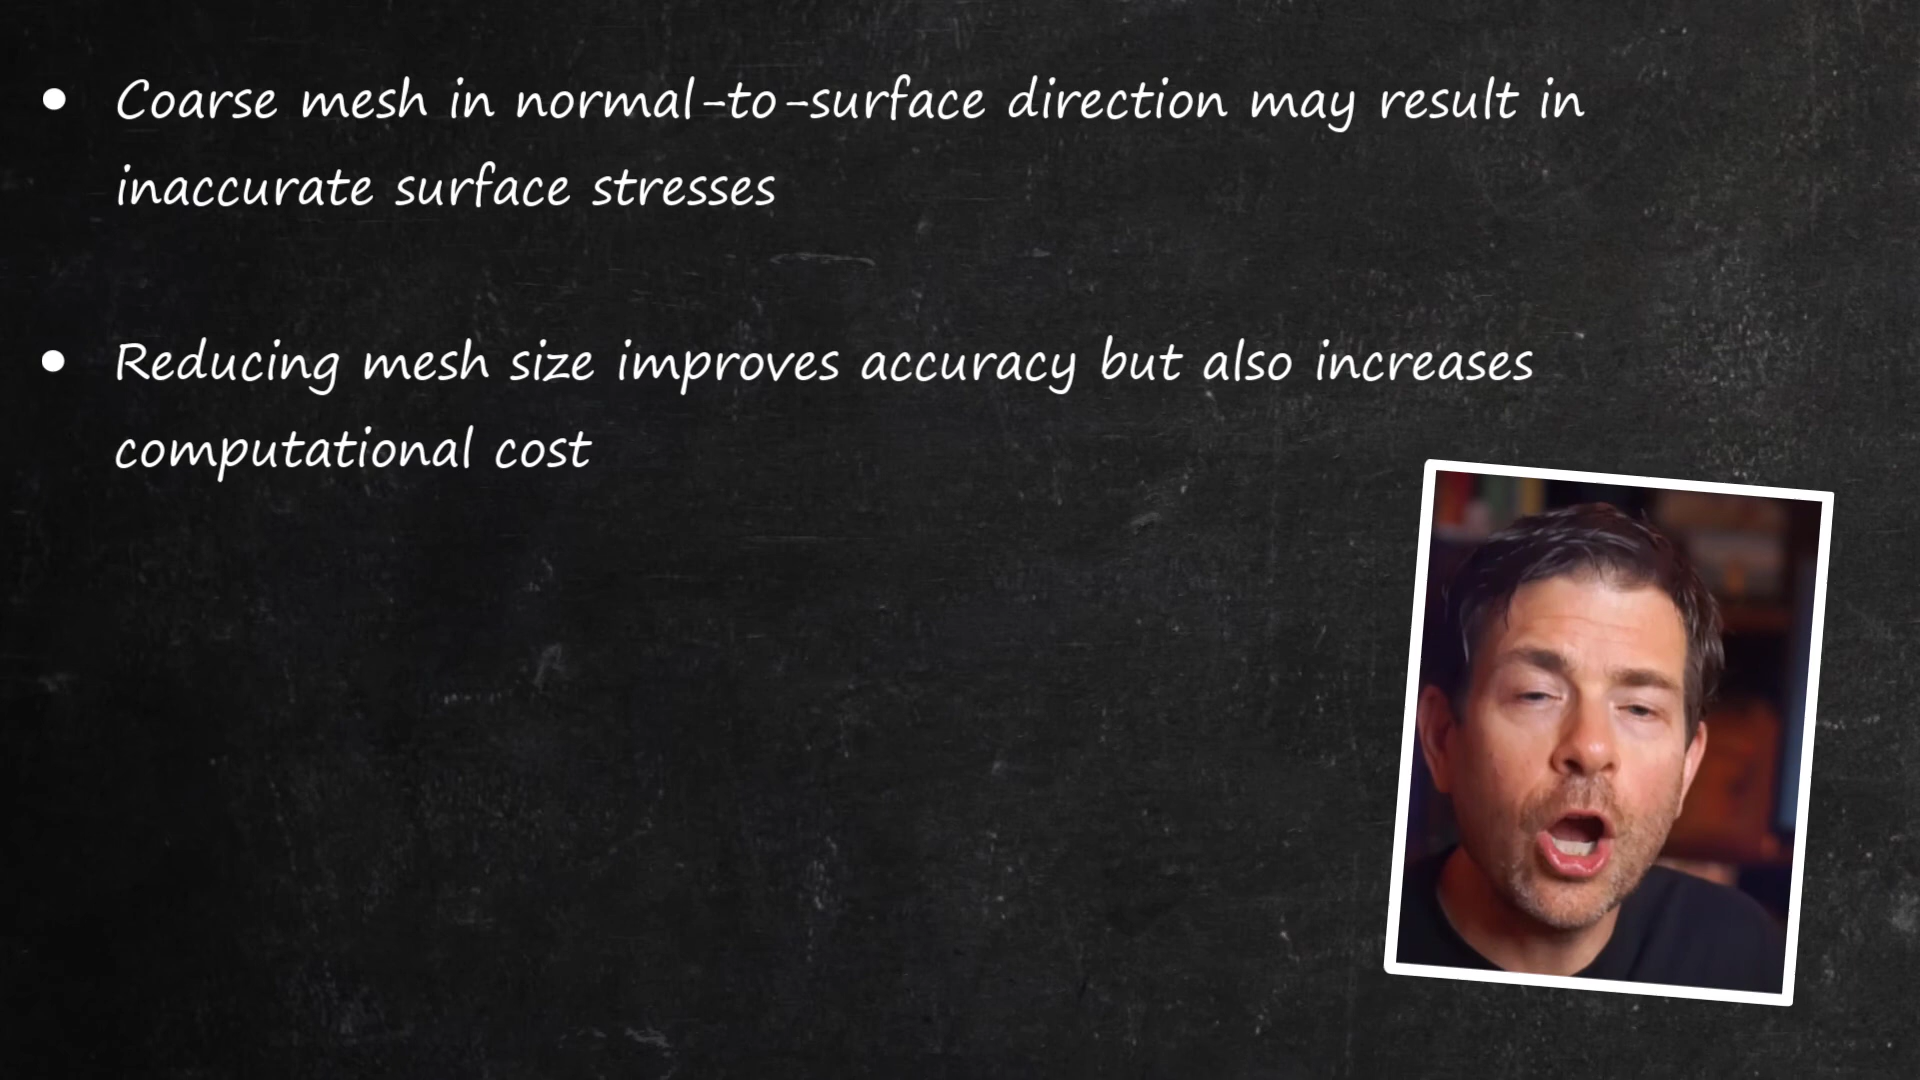 • Coarse mesh in normal-to-surface direction may result in
inaccurate surface stresses
• Reducing mesh size improves accuracy but also increases
computational cost